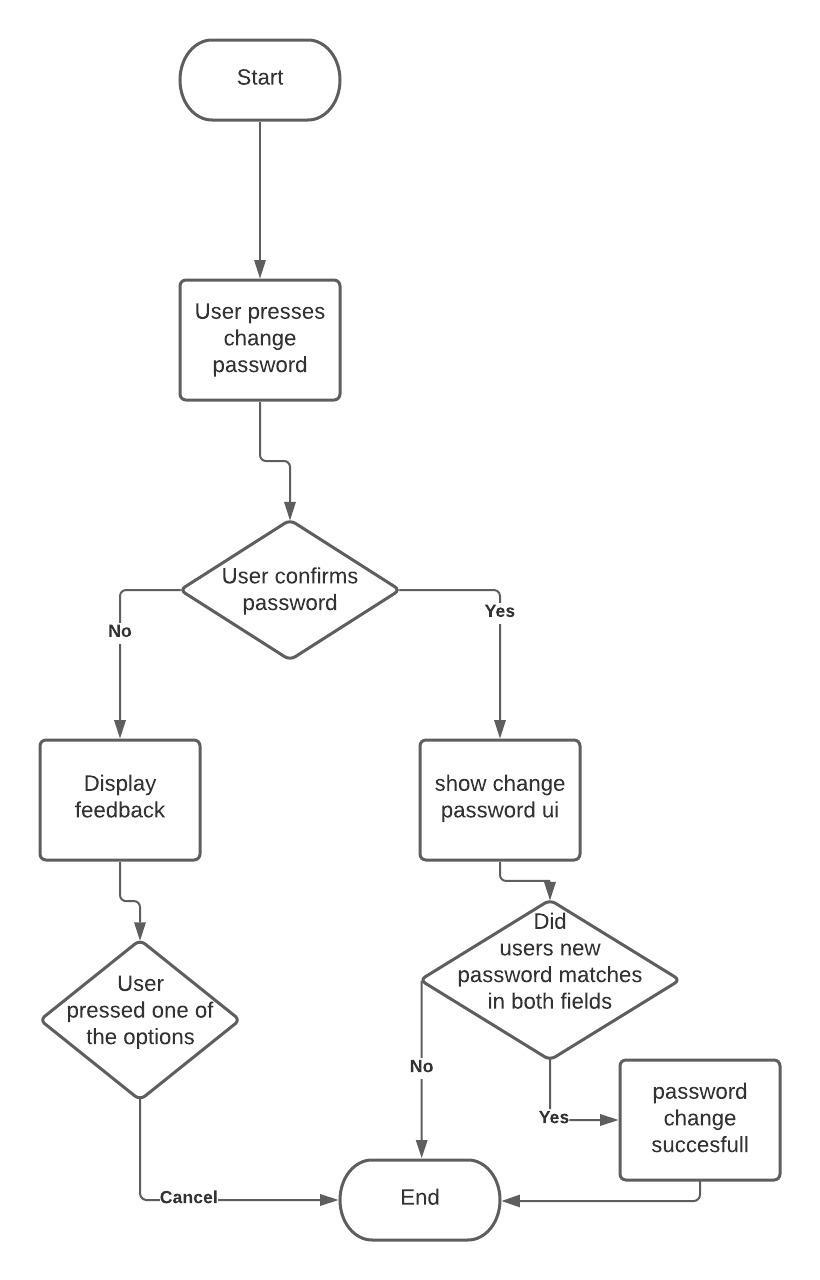 Start
User presses
change
password
User confirms
password
No
Yes
Display
feedback
show change
password ui
Did
users new
password matches
in both fields
User
pressed one of
the options
No
Yes
password
change
succesfull
Cancel
End